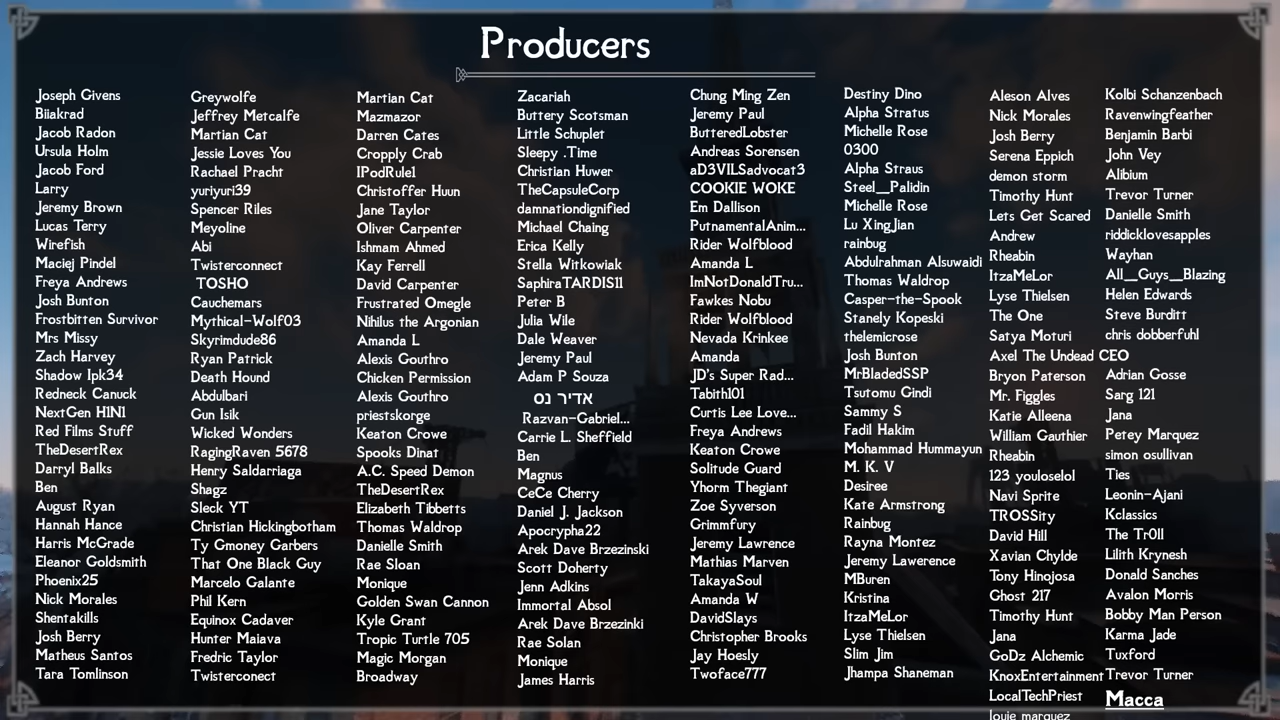 Producers
Joseph Givens
Biiakrad
Jacob Radon
Ursula Holm
Jacob Ford
Larry
Jeremy Brown
Lucas Terry
Wirefish
Maciej Pindel
Freya Andrews
Josh Bunton
Frostbitten Survivor
Mrs Missy
Zach Harvey
Shadow Ipk34
Redneck Canuck
NextGen H1N1
Red Films Stuff
TheDesertRex
Darryl Balks
Ben
August Ryan
Hannah Hance
Harris McGrade
Eleanor Goldsmith
Phoenix25
Nick Morales
Shentakills
Josh Berry
Matheus Santos
Tara Tomlinson
Greywolfe
Jeffrey Metcalfe
Martian Cat
Jessie Loves You
Rachael Pracht
yuriyuri39
Spencer Riles
Meyoline
Abi
Twisterconnect
TOSHO
Cauchemars
Mythical-Wolf03
Skyrimdude86
Ryan Patrick
Death Hound
Abdulbari
Gun Isik
Wicked Wonders
RagingRaven 5678
Henry Saldarriaga
Shagz
Sleck YT
Christian Hickingbotham
Ty Gmoney Garbers
That One Black Guy
Marcelo Galante
Phil Kern
Equinox Cadaver
Hunter Maiava
Fredric Taylor
Twisterconect
Martian Cat
Mazmazor
Darren Cates
Cropply Crab
IPodRule1
Christoffer Huun
Jane Taylor
Oliver Carpenter
Ishmam Ahmed
Kay Ferrell
David Carpenter
Frustrated Omegle
Nihilus the Argonian
Amanda L
Alexis Gouthro
Chicken Permission
Alexis Gouthro
priestskorge
Keaton Crowe
Spooks Dinat
A.C. Speed Demon
TheDesertRex
Elizabeth Tibbetts
Thomas Waldrop
Danielle Smith
Rae Sloan
Monique
Golden Swan Cannon
Kyle Grant
Tropic Turtle 705
Magic Morgan
Broadway
Zacariah
Buttery Scotsman
Little Schuplet
Sleepy .Time
Christian Huwer
TheCapsuleCorp
damnationdignified
Michael Chaing
Erica Kelly
Stella Witkowiak
SaphiraTARDIS11
Peter B
Julia Wile
Dale Weaver
Jeremy Paul
Adam P Souza
אדיר נס
Razvan-Gabriel...
Carrie L. Sheffield
Ben
Magnus
CeCe Cherry
Daniel J. Jackson
Apocrypha22
Arek Dave Brzezinski
Scott Doherty
Jenn Adkins
Immortal Absol
Arek Dave Brzezinki
Rae Solan
Monique
James Harris
Chung Ming Zen
Jeremy Paul
ButteredLobster
Andreas Sorensen
aD3VILSadvocat3
COOKIE WOKE
Em Dallison
PutnamentalAnim...
Rider Wolfblood
Amanda L
ImNotDonaldTru...
Fawkes Nobu
Rider Wolfblood
Nevada Krinkee
Amanda
JD's Super Rad...
Tabith101
Curtis Lee Love...
Freya Andrews
Keaton Crowe
Solitude Guard
Yhorm Thegiant
Zoe Syverson
Grimmfury
Jeremy Lawrence
Mathias Marven
TakayaSoul
Amanda W
DavidSlays
Christopher Brooks
Jay Hoesly
Twoface777
Destiny Dino
Alpha Stratus
Michelle Rose
0300
Alpha Straus
Steel__Palidin
Michelle Rose
Lu XingJian
rainbug
Abdulrahman Alsuwaidi
Thomas Waldrop
Casper-the-Spook
Stanely Kopeski
thelemicrose
Josh Bunton
MrBladedSSP
Tsutomu Gindi
Sammy S
Fadil Hakim
Mohammad Hummayun
M. K. V
Desiree
Kate Armstrong
Rainbug
Rayna Montez
Jeremy Lawerence
MBuren
Kristina
ItzaMeLor
Lyse Thielsen
Slim Jim
Jhampa Shaneman
Aleson Alves
Nick Morales
Josh Berry
Serena Eppich
demon storm
Timothy Hunt
Lets Get Scared
Andrew
Rheabin
ItzaMeLor
Lyse Thielsen
The One
Satya Moturi
Axel The Undead CEO
Bryon Paterson
Mr. Figgles
Katie Alleena
William Gauthier
Rheabin
123 youloselol
Navi Sprite
TROSSity
David Hill
Xavian Chylde
Tony Hinojosa
Ghost 217
Timothy Hunt
Jana
GoDz Alchemic
KnoxEntertainment
LocalTechPriest
louie marquez
Kolbi Schanzenbach
Ravenwingfeather
Benjamin Barbi
John Vey
Alibium
Trevor Turner
Danielle Smith
riddicklovesapples
Wayhan
All__Guys__Blazing
Helen Edwards
Steve Burditt
chris dobberfuhl
Adrian Gosse
Sarg 121
Jana
Petey Marquez
simon osullivan
Ties
Leonin-Ajani
Kclassics
The Tr0ll
Lilith Krynesh
Donald Sanches
Avalon Morris
Bobby Man Person
Karma Jade
Tuxford
Trevor Turner
Macca